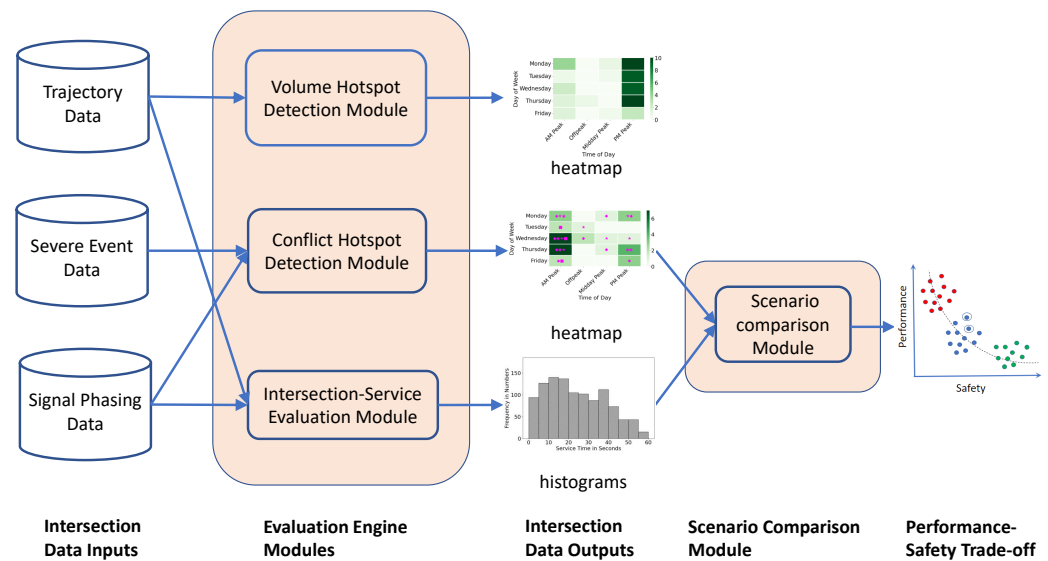 Trajectory
Data
Severe Event
Data
Signal Phasing
Data
Volume Hotspot
Detection Module
Conflict Hotspot
Detection Module
Intersection-Service
Evaluation Module
Day of Week
Monday
Tuesday
Wednesday
Thursday
Friday
AM Peak
Offpeak
Midday Peak
PM Peak
Time of Day
10
8
6
4
2
0
heatmap
Day of Week
Monday
Tuesday
Wednesday
Thursday
Friday
AM Peak
Offpeak
Midday Peak
PM Peak
Time of Day
6
4
2
0
heatmap
Frequency in Numbers
150
100
50
0
0 10 20 30 40 50 60
Service Time in Seconds
histograms
Scenario
comparison
Module
Performance
Safety
Intersection
Data Inputs
Evaluation Engine
Modules
Intersection
Data Outputs
Scenario Comparison
Module
Performance-
Safety Trade-off